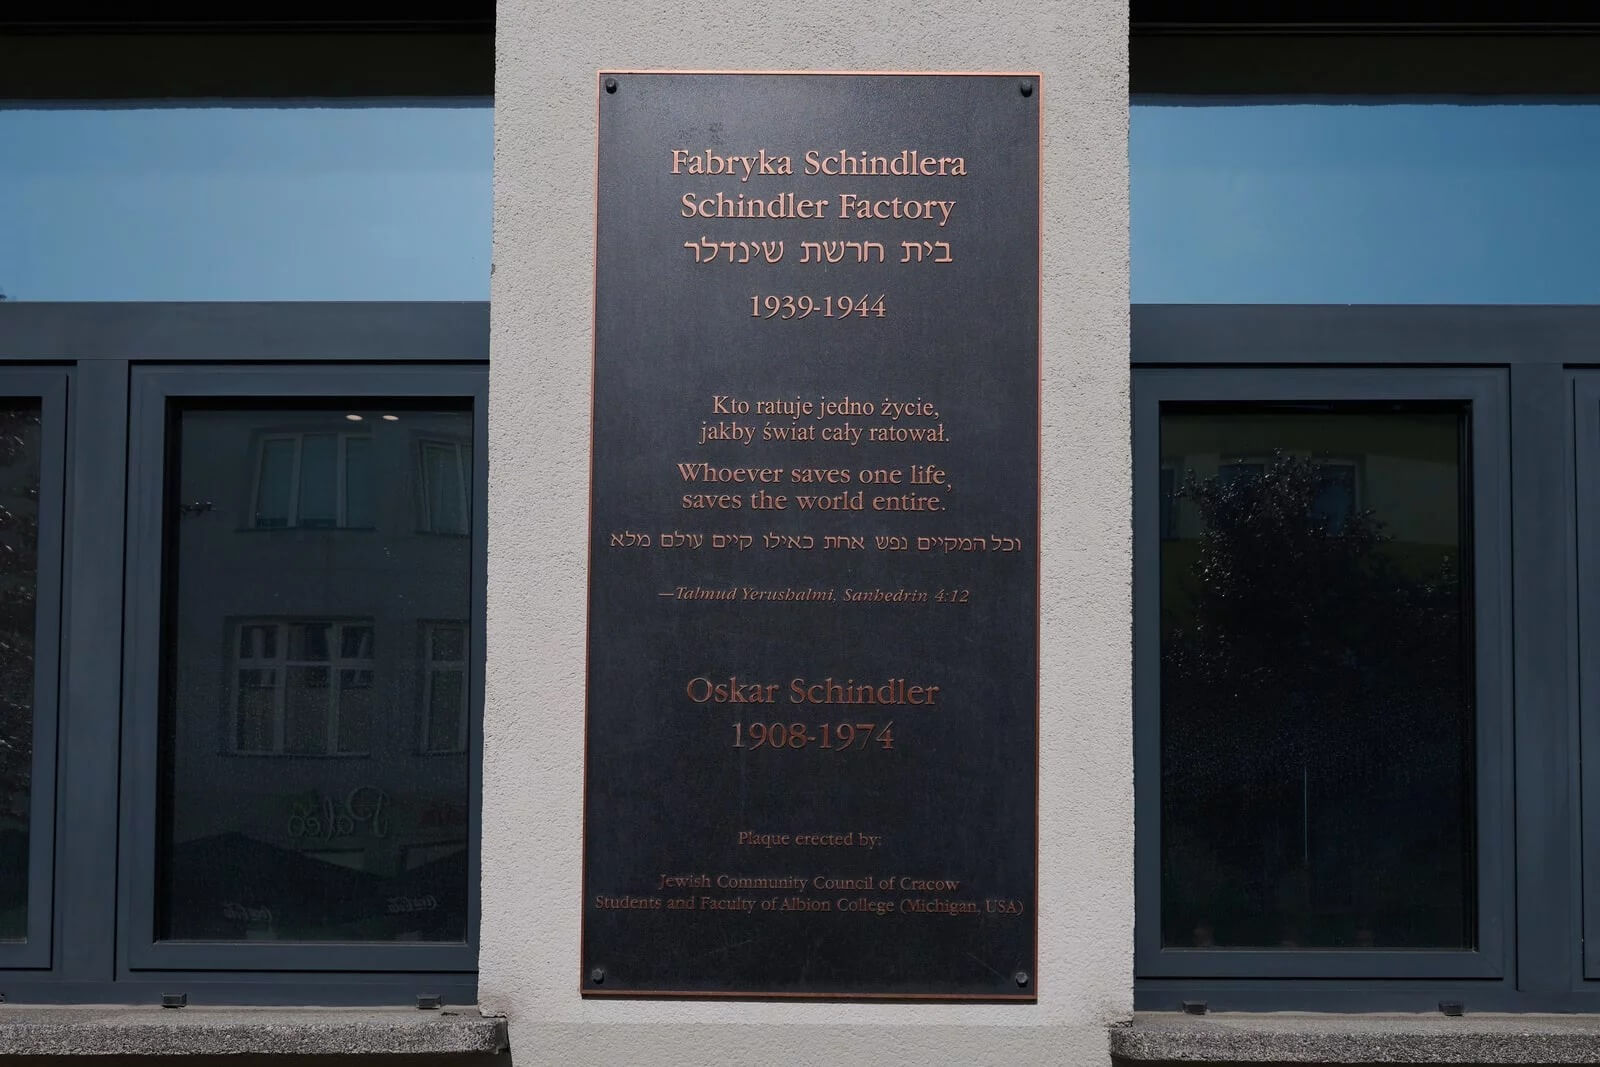 Fabryka Schindlera
Schindler Factory
בית חרשת שינדלר
1939-1944
Kto ratuje jedno życie,
jakby świat cały ratował.
Whoever saves one life,
saves the world entire.
וכל המקיים נפש אחת כאילו קיים עולם מלא
—Talmud Yerushalmi, Sanhedrin 4:12
Oskar Schindler
1908-1974
Plaque erected by:
Jewish Community Council of Cracow
Students and Faculty of Albion College (Michigan, USA)